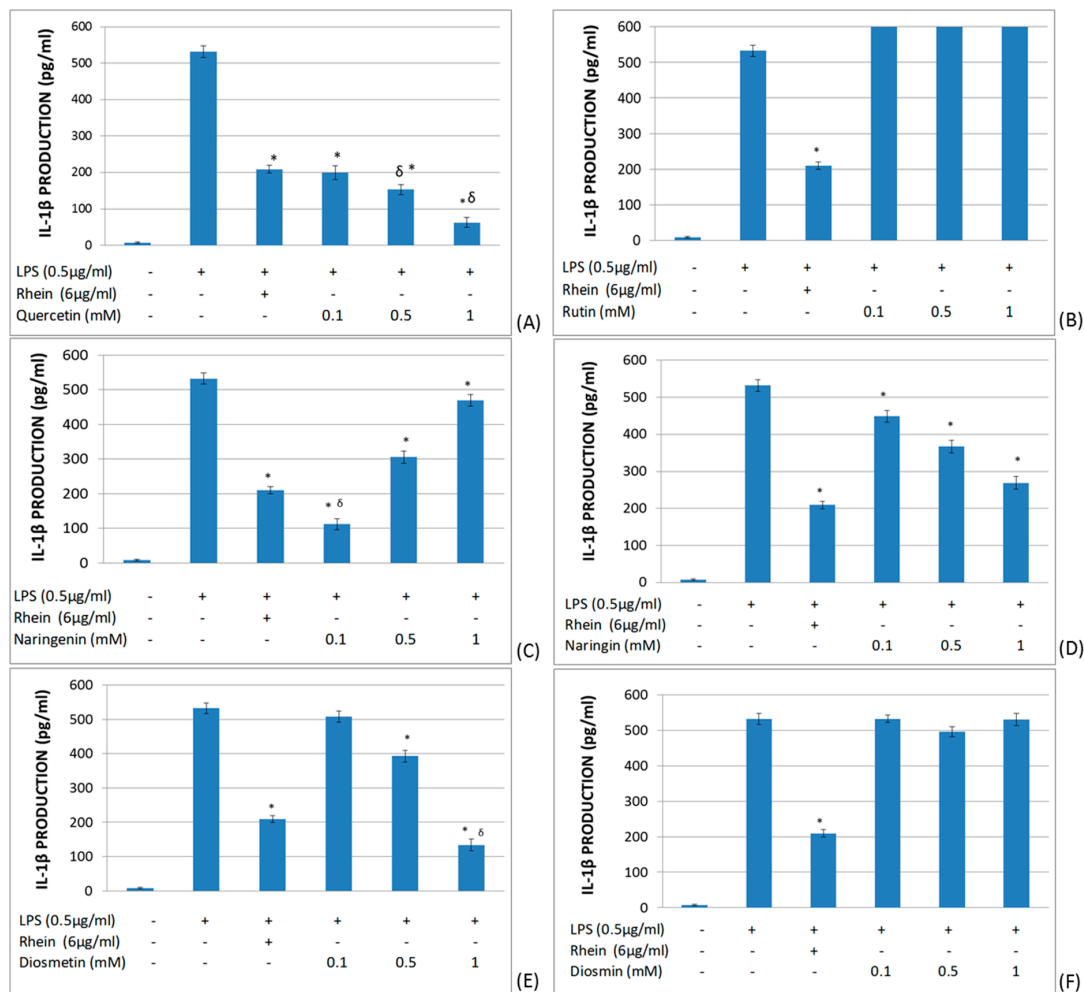 IL-1β PRODUCTION (pg/ml)
600
500
400
300
200
100
0
* * δ * * δ
LPS (0.5µg/ml) - + + + + +
Rhein (6µg/ml) - - + - - -
Quercetin (mM) - - - 0.1 0.5 1
(A)
IL-1β PRODUCTION (pg/ml)
600
500
400
300
200
100
0
*
LPS (0.5µg/ml) - + + + + +
Rhein (6µg/ml) - - + - - -
Rutin (mM) - - - 0.1 0.5 1
(B)
IL-1β PRODUCTION (pg/ml)
600
500
400
300
200
100
0
* * δ * *
LPS (0.5µg/ml) - + + + + +
Rhein (6µg/ml) - - + - - -
Naringenin (mM) - - - 0.1 0.5 1
(C)
IL-1β PRODUCTION (pg/ml)
600
500
400
300
200
100
0
* * * *
LPS (0.5µg/ml) - + + + + +
Rhein (6µg/ml) - - + - - -
Naringin (mM) - - - 0.1 0.5 1
(D)
IL-1β PRODUCTION (pg/ml)
600
500
400
300
200
100
0
* * * δ
LPS (0.5µg/ml) - + + + + +
Rhein (6µg/ml) - - + - - -
Diosmetin (mM) - - - 0.1 0.5 1
(E)
IL-1β PRODUCTION (pg/ml)
600
500
400
300
200
100
0
*
LPS (0.5µg/ml) - + + + + +
Rhein (6µg/ml) - - + - - -
Diosmin (mM) - - - 0.1 0.5 1
(F)